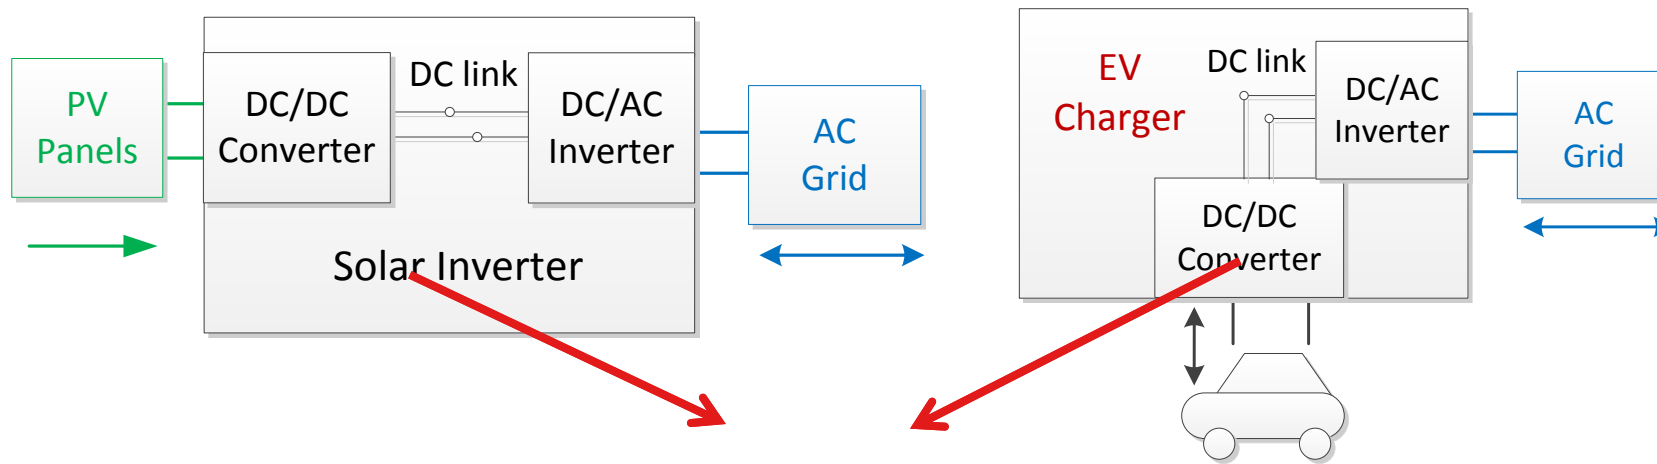 PV
Panels
DC/DC
Converter
DC link
DC/AC
Inverter
Solar Inverter
AC
Grid
EV
Charger
DC link
DC/AC
Inverter
DC/DC
Converter
AC
Grid